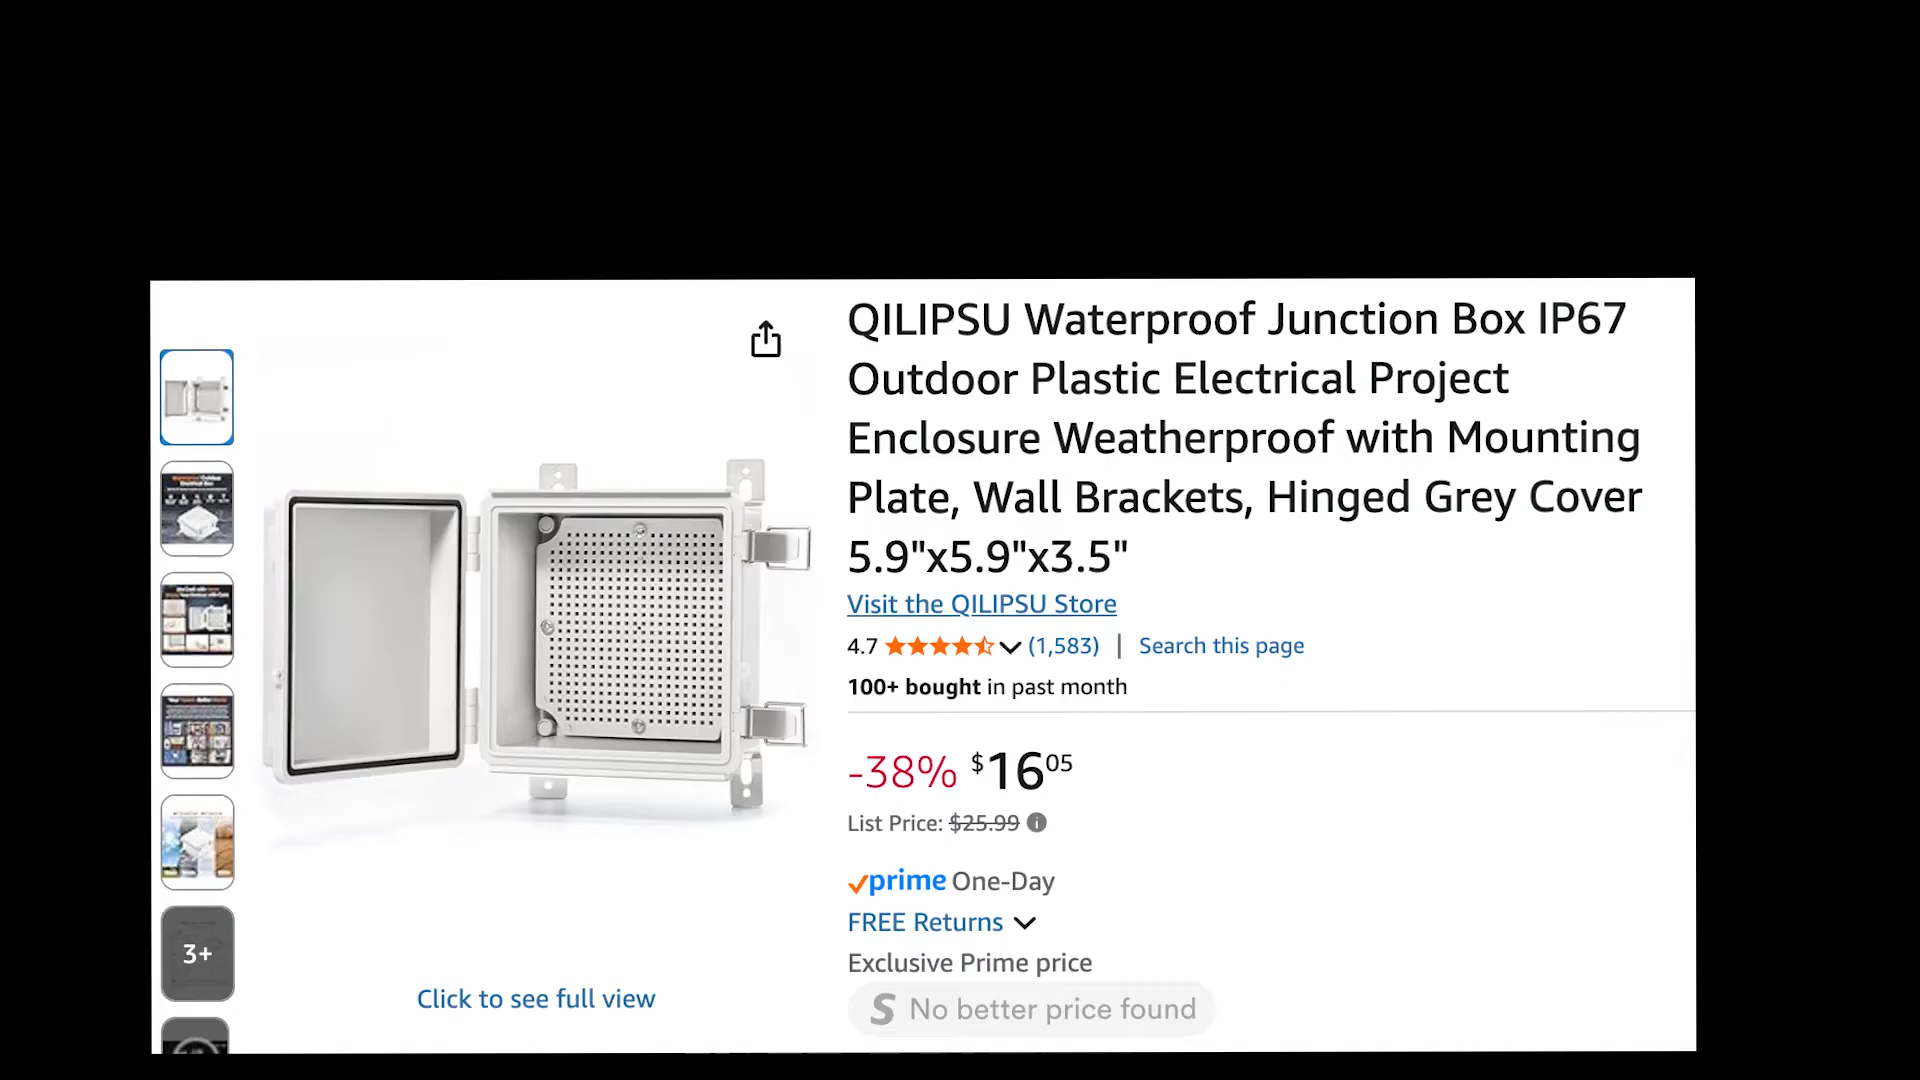 QILIPSU Waterproof Junction Box IP67
Outdoor Plastic Electrical Project
Enclosure Weatherproof with Mounting
Plate, Wall Brackets, Hinged Grey Cover
5.9"x5.9"x3.5"
Visit the QILIPSU Store
4.7 (1,583) | Search this page
100+ bought in past month
-38% $1605
List Price: $25.99
prime One-Day
FREE Returns
Exclusive Prime price
S No better price found
3+
Click to see full view